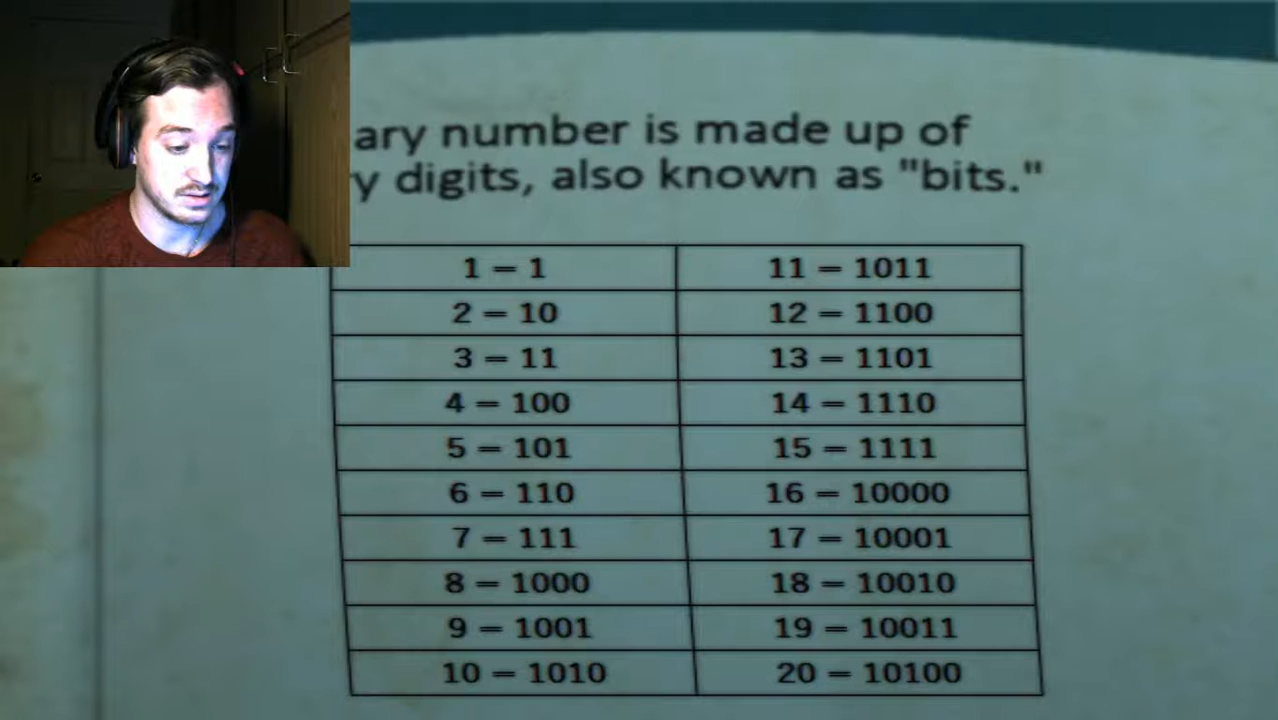 ary number is made up of
y digits, also known as "bits."
1 = 1 11 = 1011
2 = 10 12 = 1100
3 = 11 13 = 1101
4 = 100 14 = 1110
5 = 101 15 = 1111
6 = 110 16 = 10000
7 = 111 17 = 10001
8 = 1000 18 = 10010
9 = 1001 19 = 10011
10 = 1010 20 = 10100